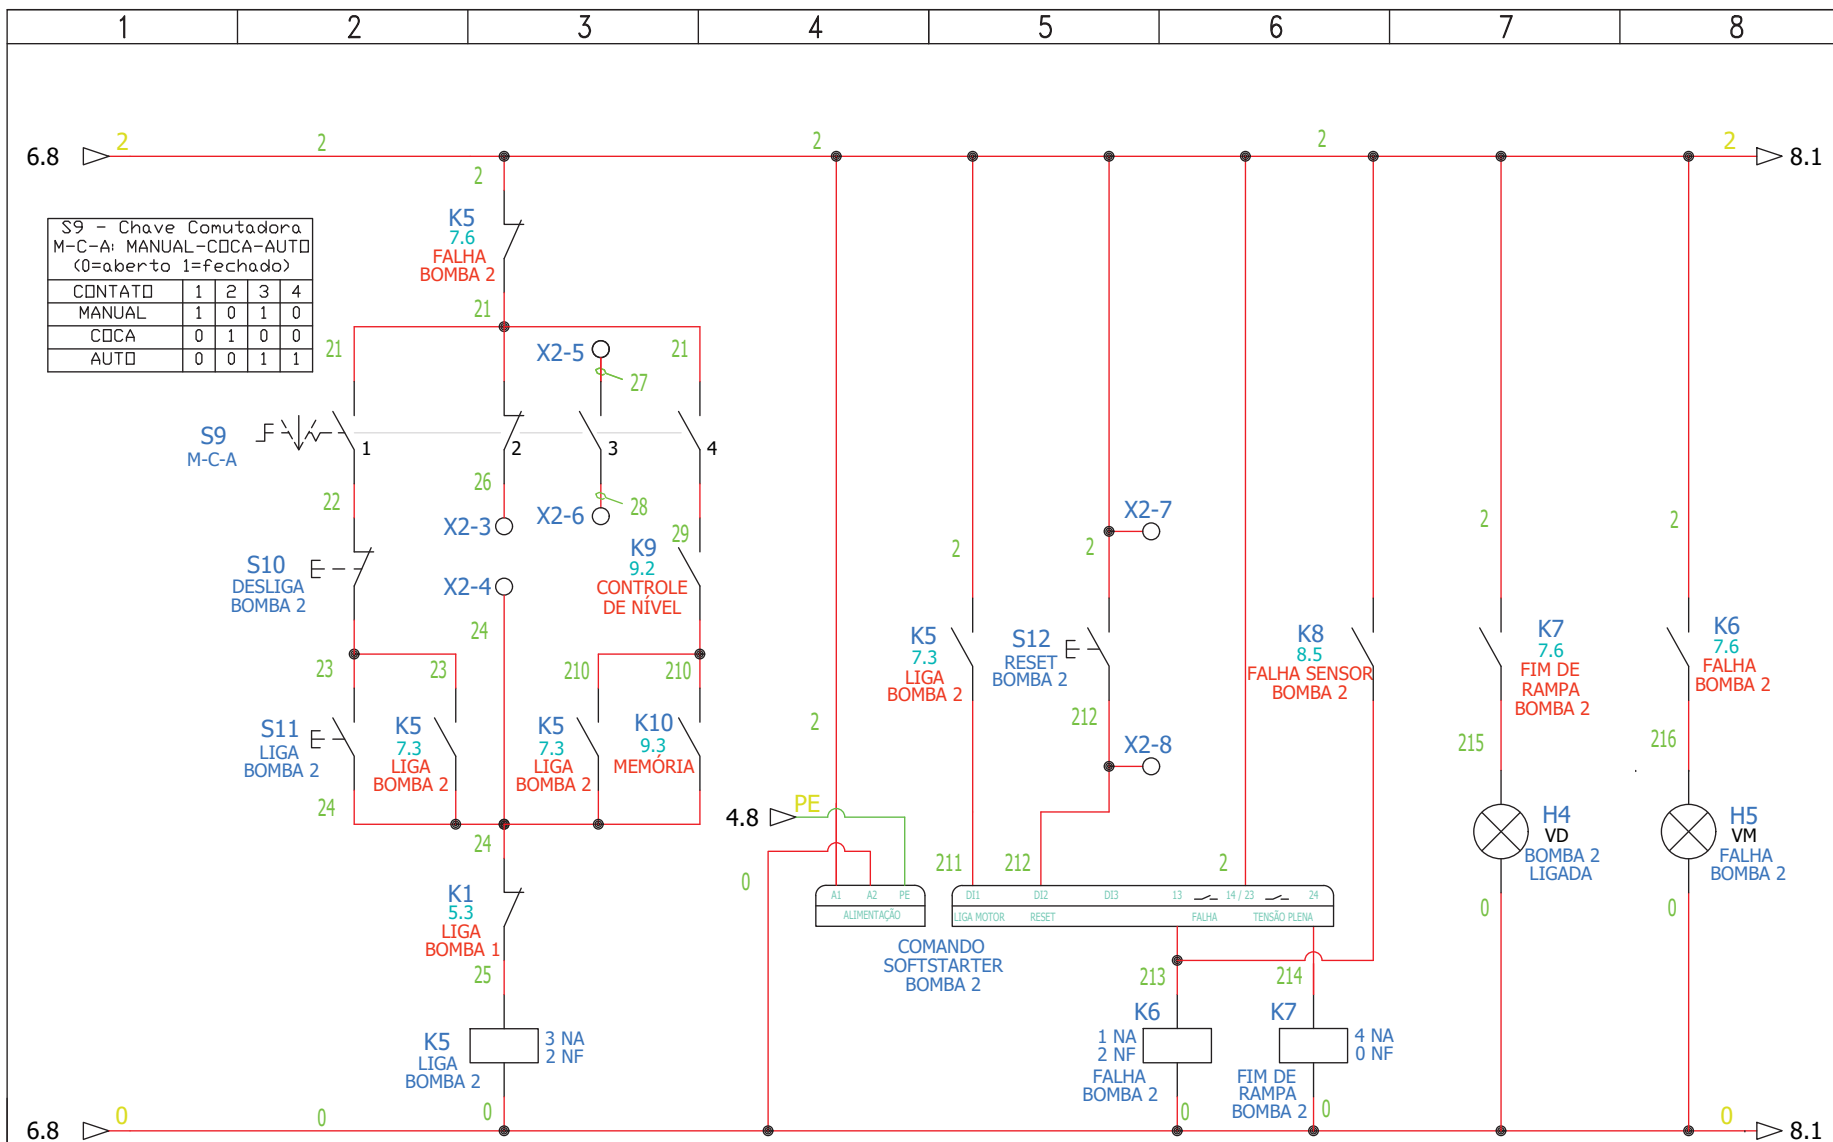 1 2 3 4 5 6 7 8
6.8 2 2 2 2 2 8.1
S9 - Chave Comutadora
M-C-A: MANUAL-COCA-AUTO
(0=aberto 1=fechado)
CONTATO 1 2 3 4
MANUAL 1 0 1 0
COCA 0 1 0 0
AUTO 0 0 1 1
2
K5
7.6
FALHA
BOMBA 2
21
21
21
X2-5
27
S9
M-C-A
1
2
3
4
22
26
28
X2-3
X2-6
29
S10
DESLIGA
BOMBA 2
X2-4
24
K9
9.2
CONTROLE
DE NÍVEL
23
23
210
210
S11
LIGA
BOMBA 2
K5
7.3
LIGA
BOMBA 2
K5
7.3
LIGA
BOMBA 2
K10
9.3
MEMÓRIA
24
24
K1
5.3
LIGA
BOMBA 1
25
K5
LIGA
BOMBA 2
3 NA
2 NF
2
4.8
PE
0
A1 A2 PE
ALIMENTAÇÃO
2
K5
7.3
LIGA
BOMBA 2
211
X2-7
2
S12
RESET
BOMBA 2
212
X2-8
212
2
K8
8.5
FALHA SENSOR
BOMBA 2
DI1 DI2 DI3 13 14 / 23 24
LIGA MOTOR RESET FALHA TENSÃO PLENA
COMANDO
SOFTSTARTER
BOMBA 2
213
214
K6
1 NA
2 NF
FALHA
BOMBA 2
K7
4 NA
0 NF
FIM DE
RAMPA
BOMBA 2
2
K7
7.6
FIM DE
RAMPA
BOMBA 2
215
H4
VD
BOMBA 2
LIGADA
0
2
K6
7.6
FALHA
BOMBA 2
216
H5
VM
FALHA
BOMBA 2
0
6.8 0 0 0 0 0 0 8.1